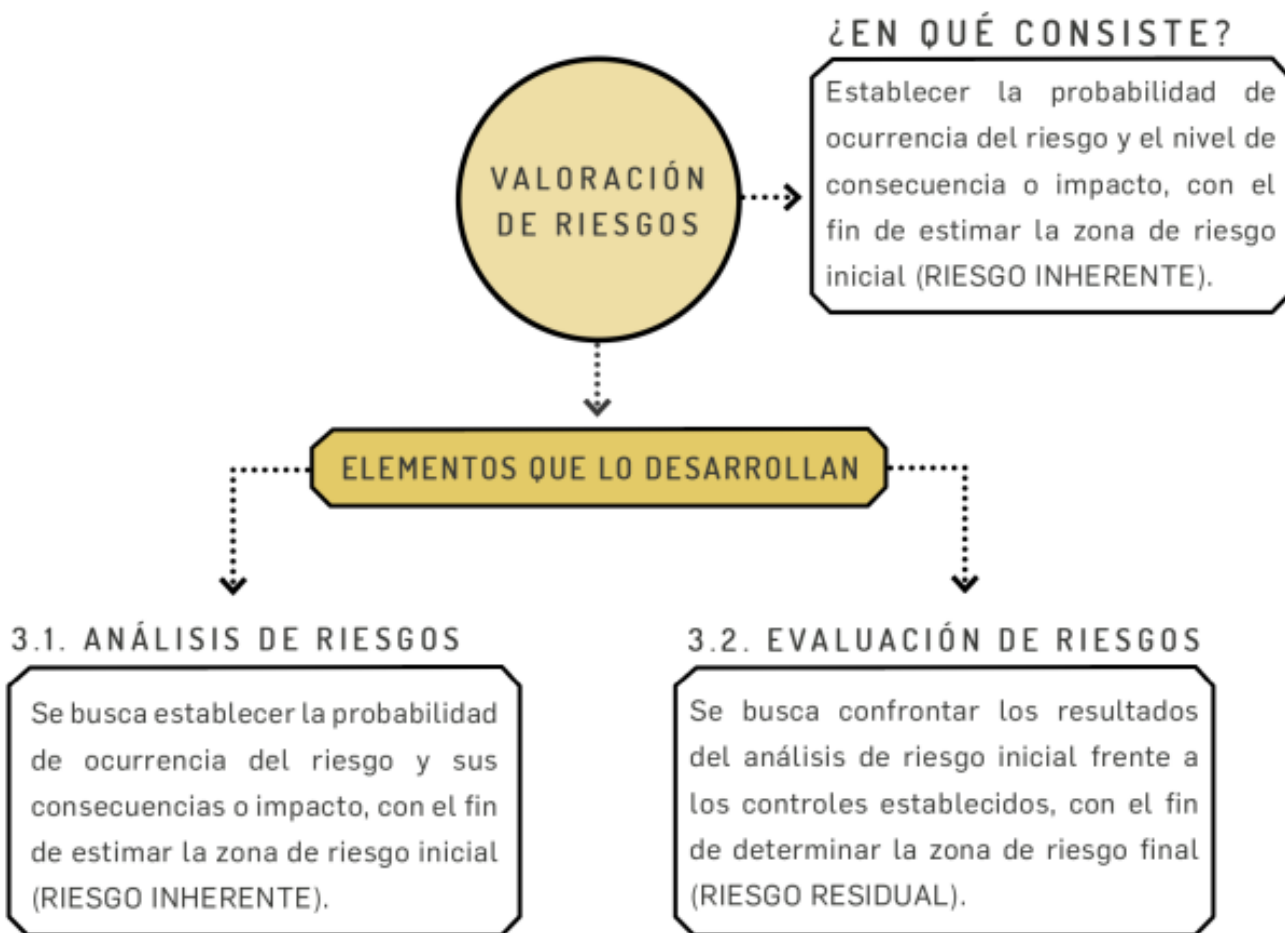 ¿EN QUÉ CONSISTE?
Establecer la probabilidad de
ocurrencia del riesgo y el nivel de
consecuencia o impacto, con el
fin de estimar la zona de riesgo
inicial (RIESGO INHERENTE).
VALORACIÓN
DE RIESGOS
ELEMENTOS QUE LO DESARROLLAN
3.1. ANÁLISIS DE RIESGOS
Se busca establecer la probabilidad
de ocurrencia del riesgo y sus
consecuencias o impacto, con el fin
de estimar la zona de riesgo inicial
(RIESGO INHERENTE).
3.2. EVALUACIÓN DE RIESGOS
Se busca confrontar los resultados
del análisis de riesgo inicial frente a
los controles establecidos, con el fin
de determinar la zona de riesgo final
(RIESGO RESIDUAL).